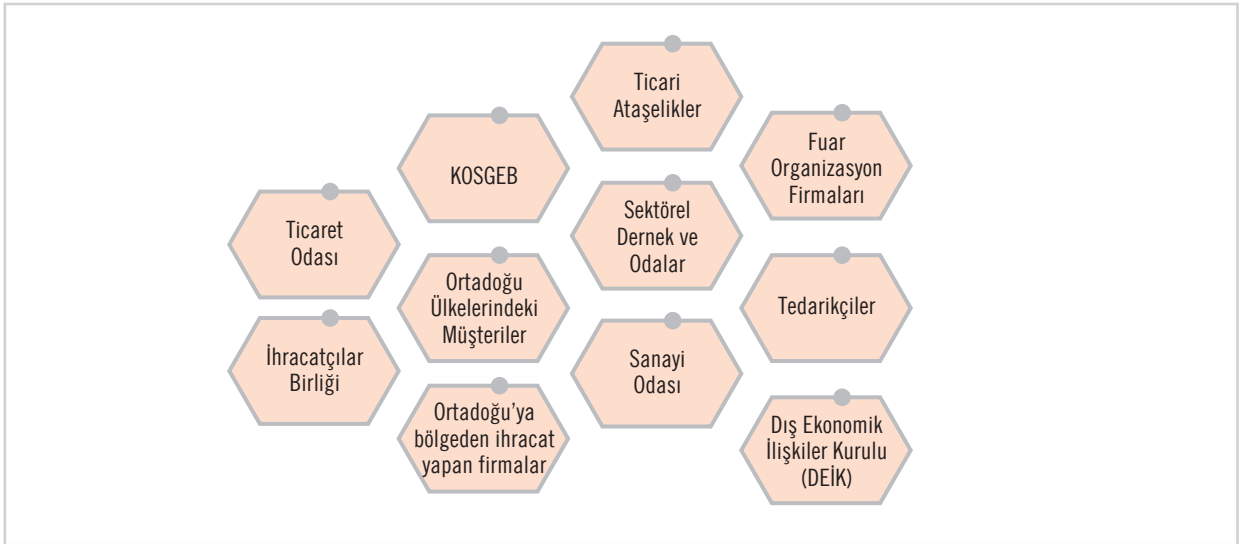 Ticari
Ataşelikler
KOSGEB
Fuar
Organizasyon
Firmaları
Ticaret
Odası
Sektörel
Dernek ve
Odalar
Ortadoğu
Ülkelerindeki
Müşteriler
Tedarikçiler
İhracatçılar
Birliği
Sanayi
Odası
Ortadoğu’ya
bölgeden ihracat
yapan firmalar
Dış Ekonomik
İlişkiler Kurulu
(DEİK)